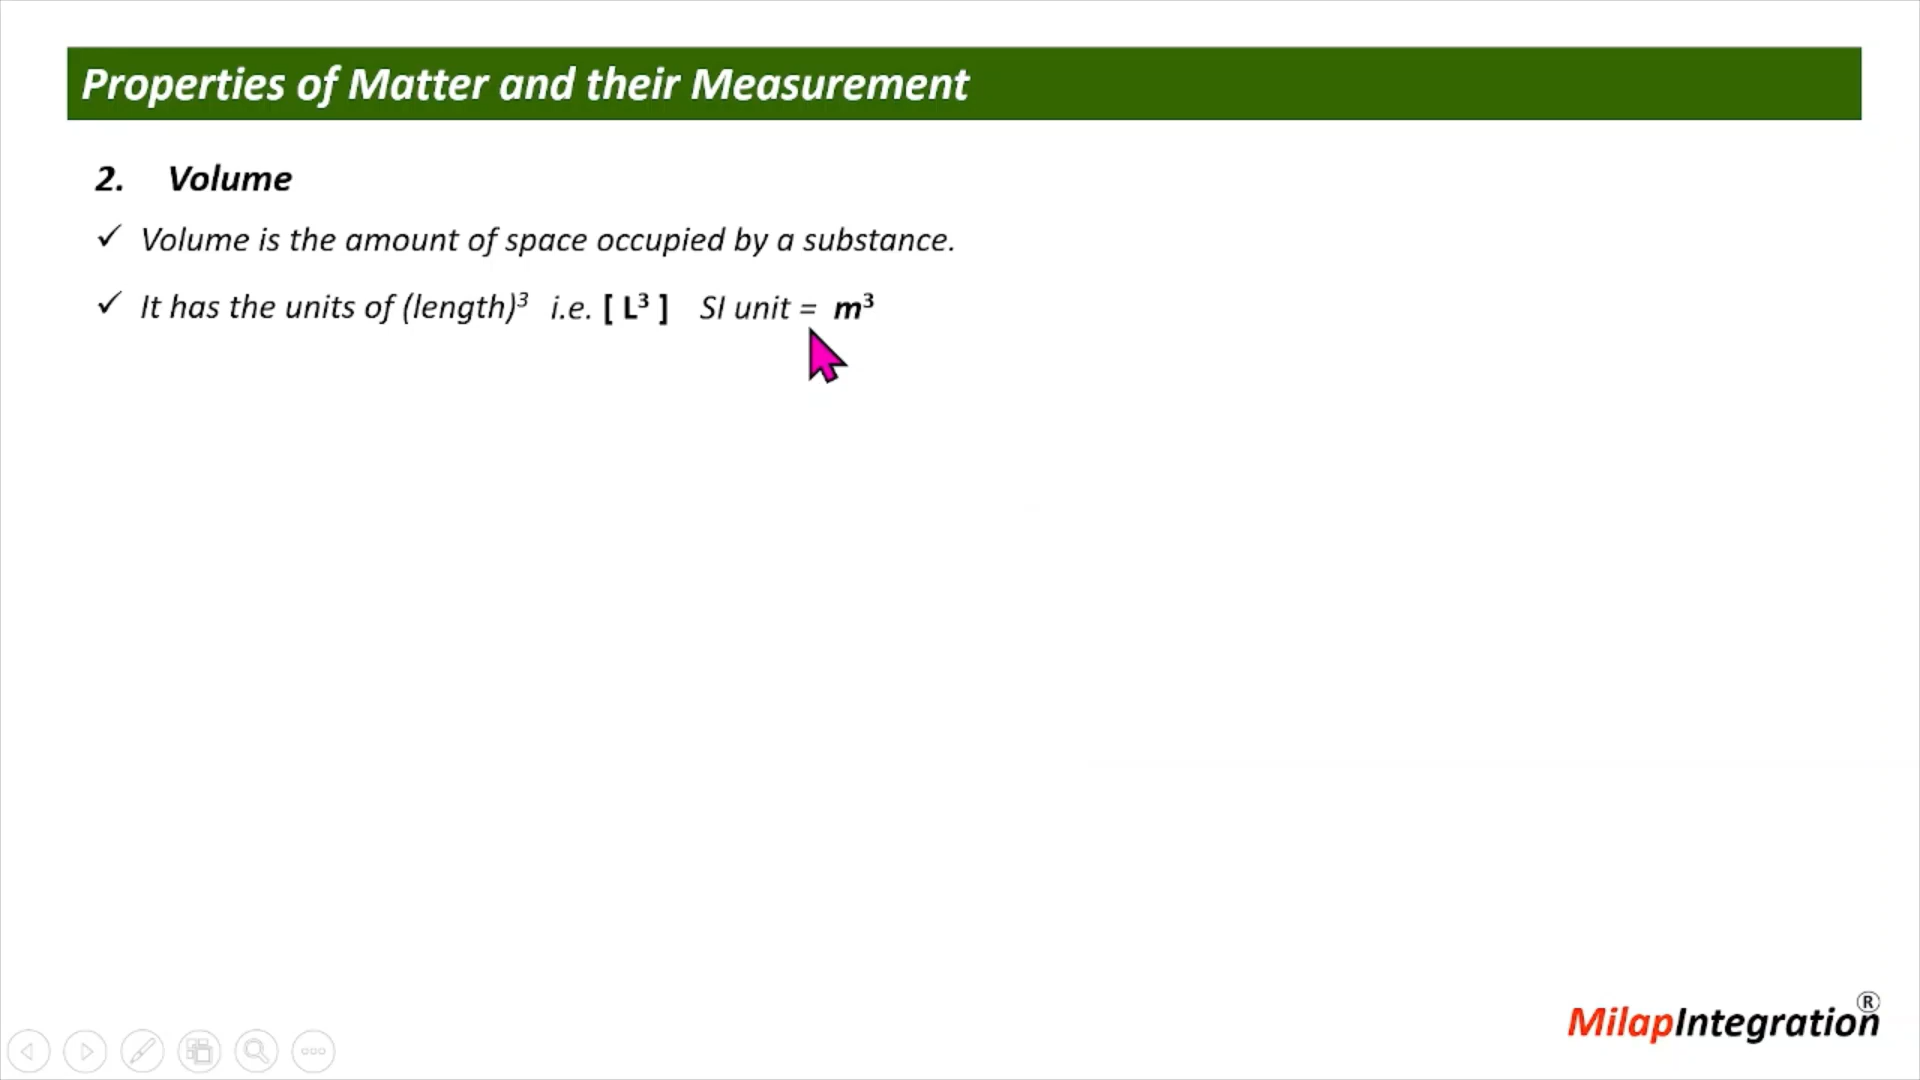 Properties of Matter and their Measurement
2. Volume
✓ Volume is the amount of space occupied by a substance.
✓ It has the units of (length)³ i.e. [ L³ ] SI unit = m³
MilapIntegration®